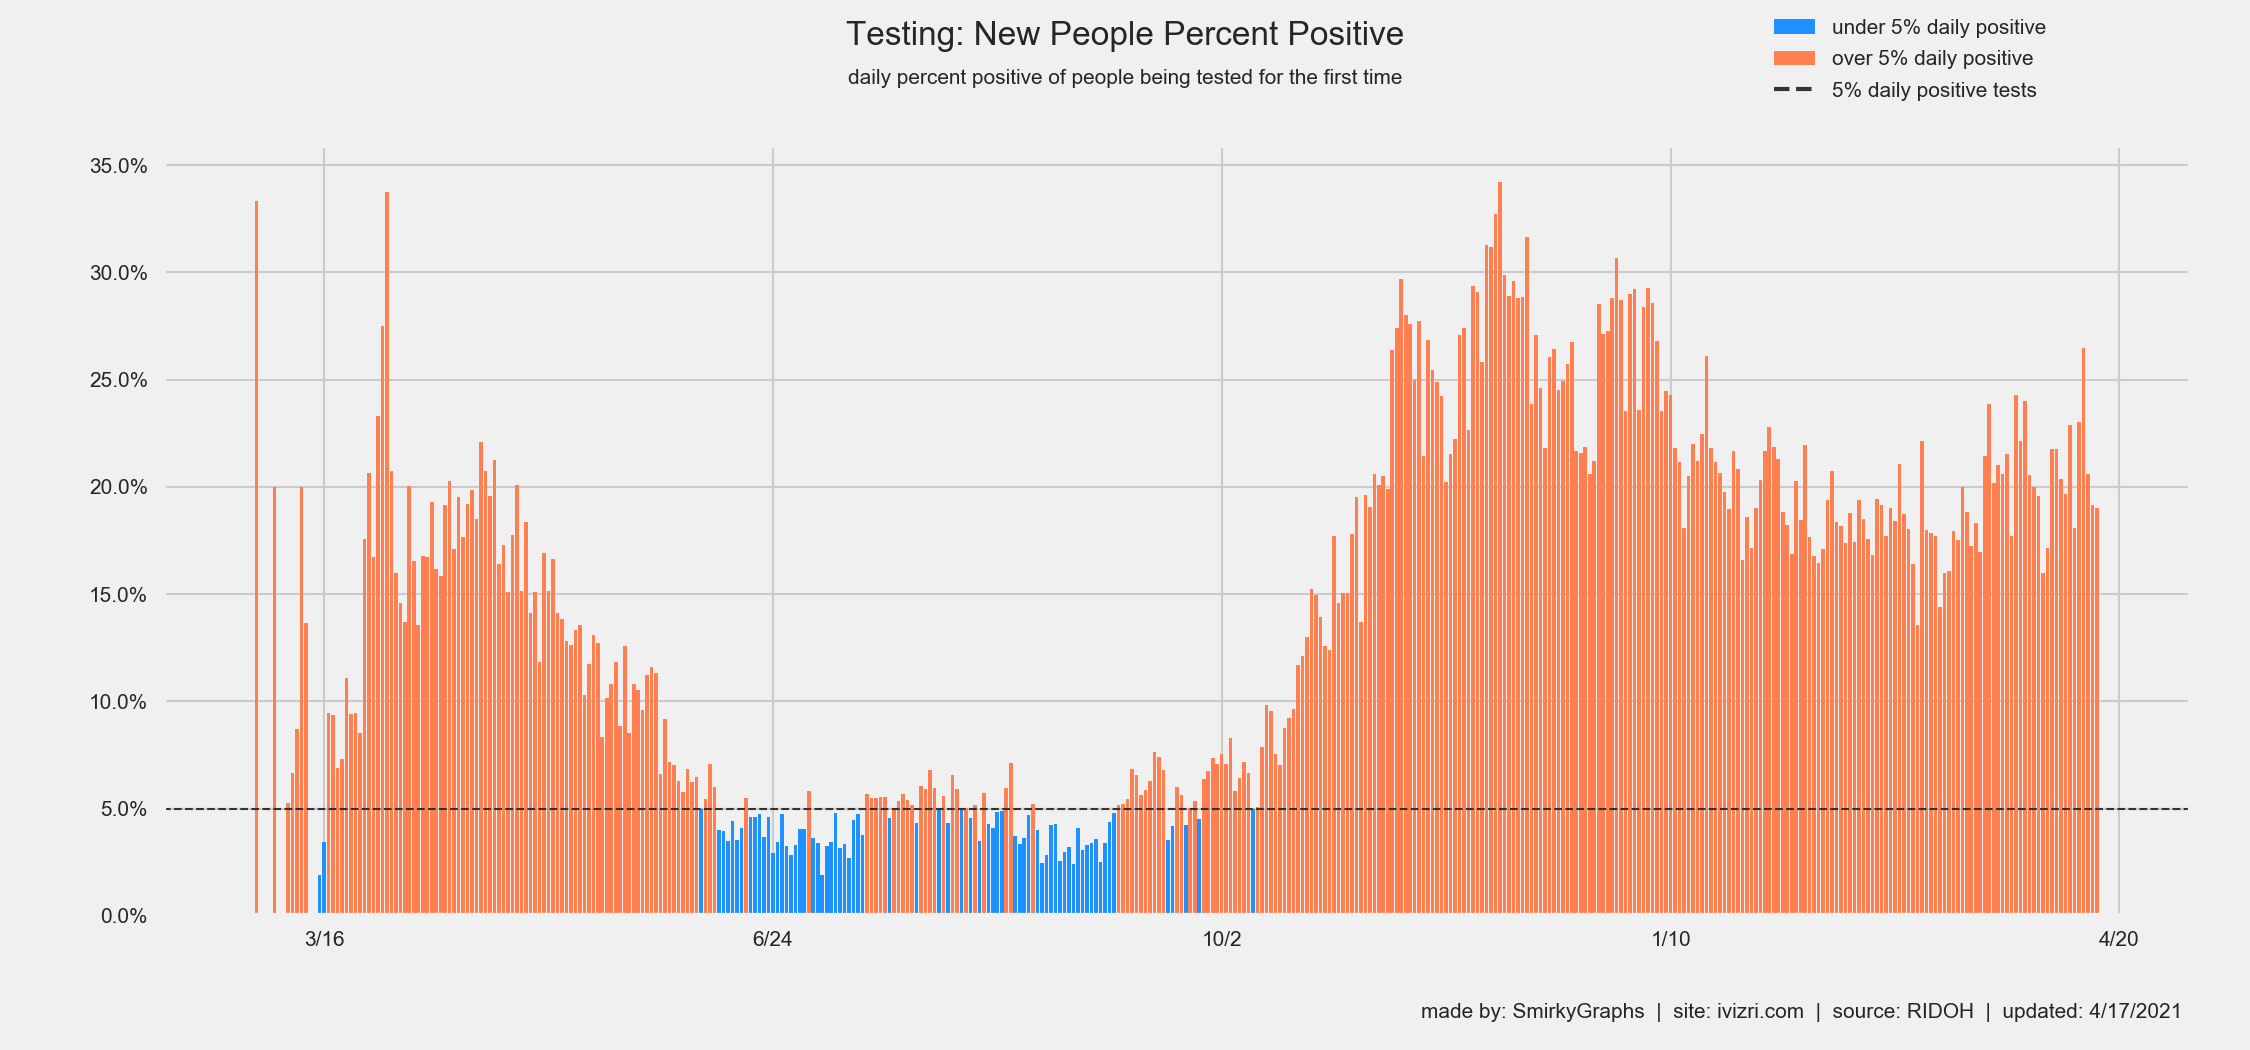 Testing: New People Percent Positive
daily percent positive of people being tested for the first time
under 5% daily positive
over 5% daily positive
5% daily positive tests
35.0%
30.0%
25.0%
20.0%
15.0%
10.0%
5.0%
0.0%
3/16
6/24
10/2
1/10
4/20
made by: SmirkyGraphs | site: ivizri.com | source: RIDOH | updated: 4/17/2021